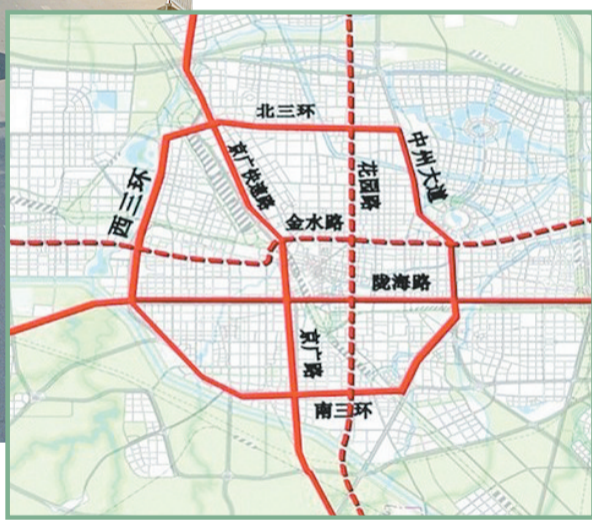 北三环
中州大道
京广快速路
花园路
西三环
金水路
陇海路
京广路
南三环